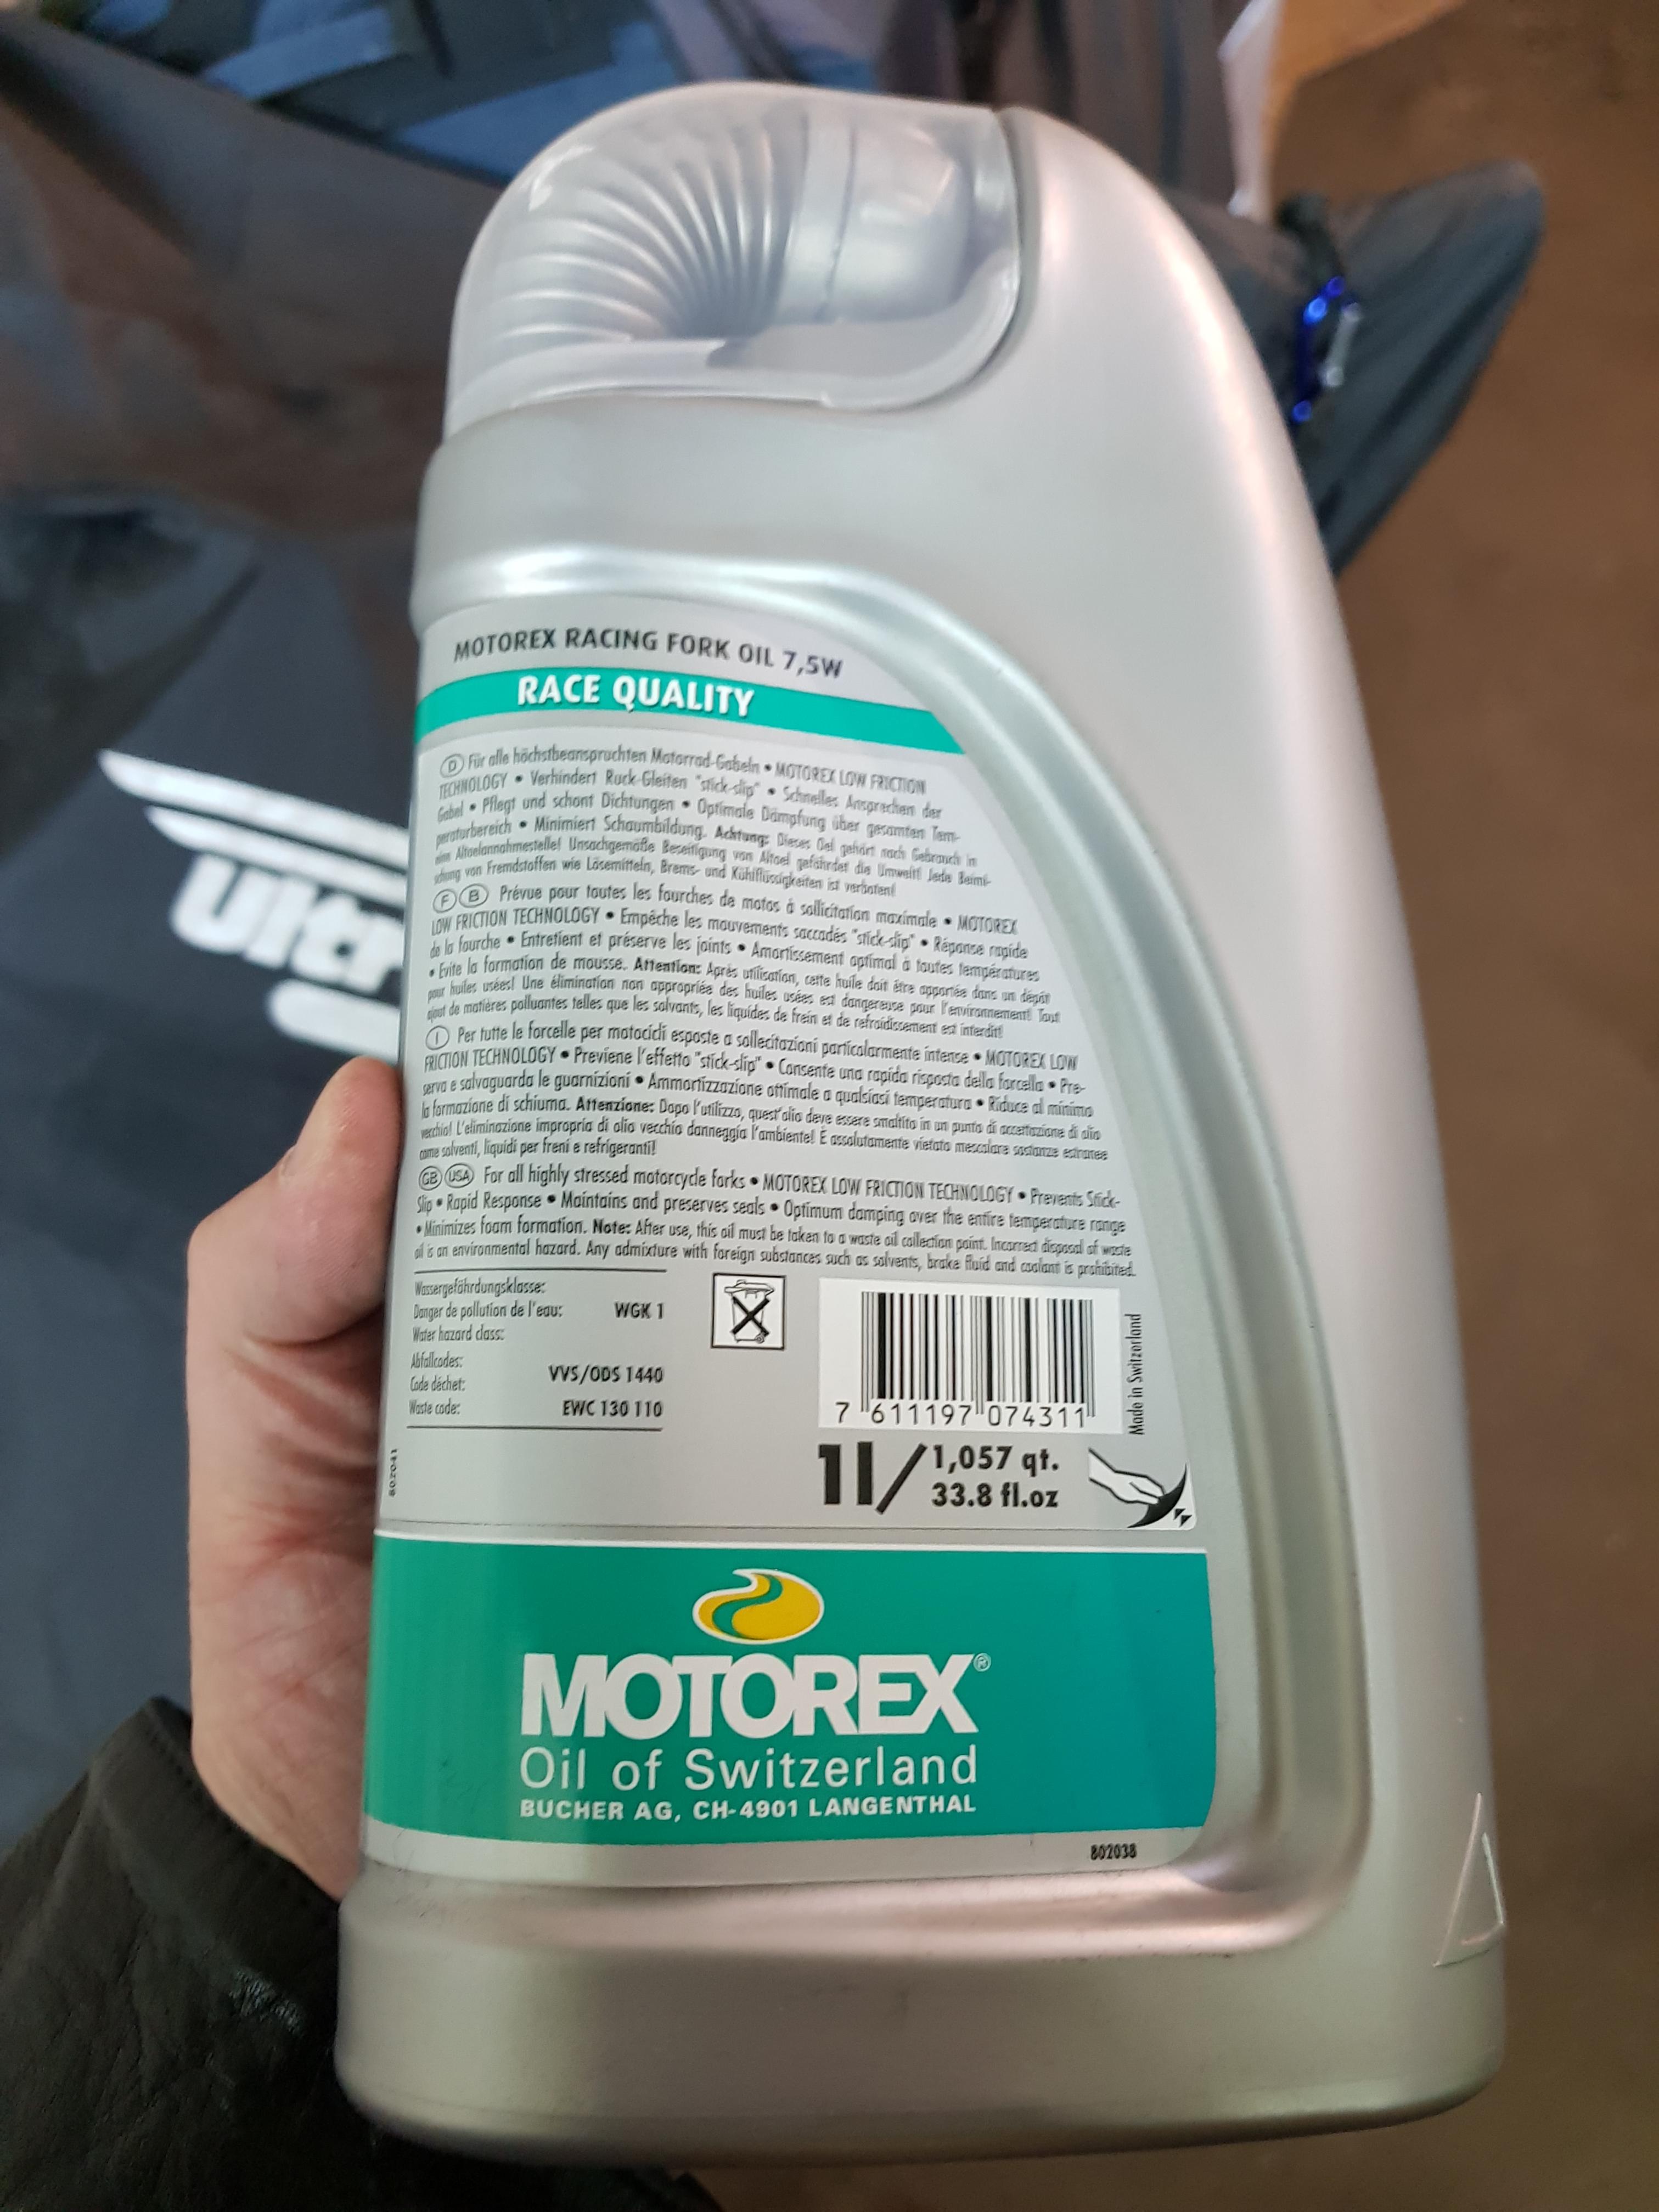 MOTOREX RACING FORK OIL 7,5W
RACE QUALITY
D Für alle höchstbeanspruchten Motorrad-Gabeln • MOTOREX LOW FRICTION
TECHNOLOGY • Verhindert Ruck-Gleiten "stick-slip" • Schnelles Ansprechen der
Gabel • Pflegt und schont Dichtungen • Optimale Dämpfung über gesamten Tem-
peraturbereich • Minimiert Schaumbildung. Achtung: Dieses Oel gehört nach Gebrauch in
eine Altoelannahmestelle! Unsachgemäße Beseitigung von Altoel gefährdet die Umwelt! Jede Beimi-
schung von Fremdstoffen wie Lösemitteln, Brems- und Kühlflüssigkeiten ist verboten!
F B Prévue pour toutes les fourches de motos à sollicitation maximale • MOTOREX
LOW FRICTION TECHNOLOGY • Empêche les mouvements saccadés "stick-slip" • Réponse rapide
de la fourche • Entretient et préserve les joints • Amortissement optimal à toutes températures
• Evite la formation de mousse. Attention: Après utilisation, cette huile doit être apportée dans un dépôt
pour huiles usées! Une élimination non appropriée des huiles usées est dangereuse pour l'environnement! Tout
ajout de matières polluantes telles que les solvants, les liquides de frein et de refroidissement est interdit!
I Per tutte le forcelle per motocicli esposte a sollecitazioni particolarmente intense • MOTOREX LOW
FRICTION TECHNOLOGY • Previene l'effetto "stick-slip" • Consente una rapida risposta della forcella • Pre-
serva e salvaguarda le guarnizioni • Ammortizzazione ottimale a qualsiasi temperatura • Riduce al minimo
la formazione di schiuma. Attenzione: Dopo l'utilizzo, quest'olio deve essere smaltito in un punto di accettazione di olio
vecchio! L'eliminazione impropria di olio vecchio danneggia l'ambiente! È assolutamente vietato mescolare sostanze estranee
come solventi, liquidi per freni e refrigeranti!
GB USA For all highly stressed motorcycle forks • MOTOREX LOW FRICTION TECHNOLOGY • Prevents Stick-
Slip • Rapid Response • Maintains and preserves seals • Optimum damping over the entire temperature range
• Minimizes foam formation. Note: After use, this oil must be taken to a waste oil collection point. Incorrect disposal of waste
oil is an environmental hazard. Any admixture with foreign substances such as solvents, brake fluid and coolant is prohibited.
Wassergefährdungsklasse:
Danger de pollution de l'eau: WGK 1
Water hazard class:
Abfallcodes:
Code déchet: VVS/ODS 1440
Waste code: EWC 130 110
802041
7 611197 074311
Made in Switzerland
1l/ 1,057 qt.
33.8 fl.oz
MOTOREX®
Oil of Switzerland
BUCHER AG, CH-4901 LANGENTHAL
802038
Ultr